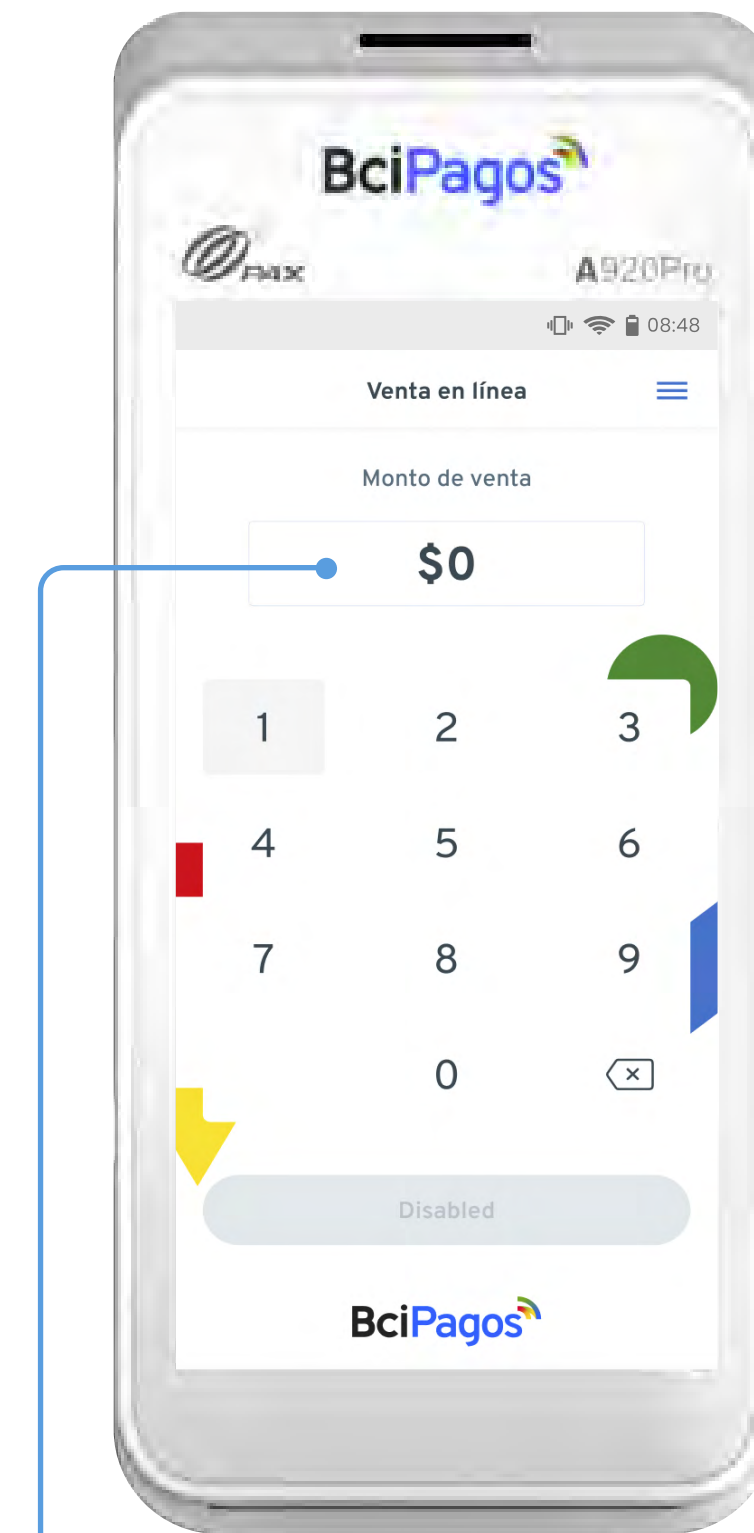 BciPagos
PAX A920Pro
08:48
Venta en línea
Monto de venta
$0
1 2 3
4 5 6
7 8 9
0
Disabled
BciPagos